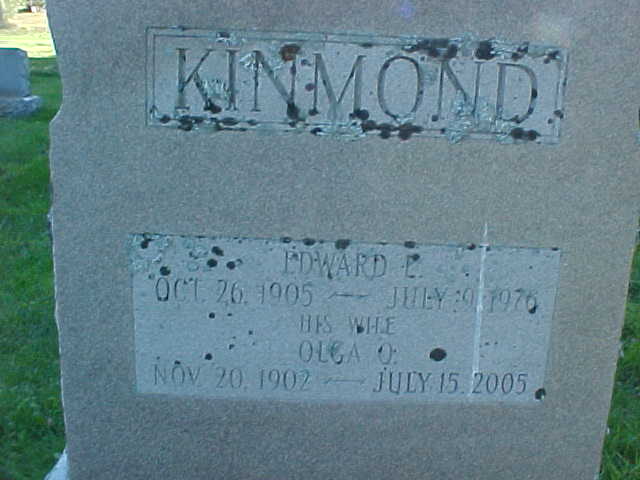 KINMOND
EDWARD E.
OCT. 26, 1905 — JULY 9, 1976
HIS WIFE
OLGA O.
NOV. 20, 1902 — JULY 15, 2005